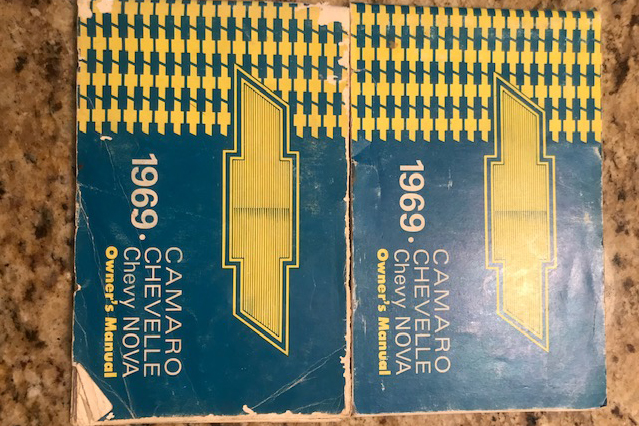 1969.
CAMARO
CHEVELLE
Chevy NOVA
Owner's Manual
1969.
CAMARO
CHEVELLE
Chevy NOVA
Owner's Manual